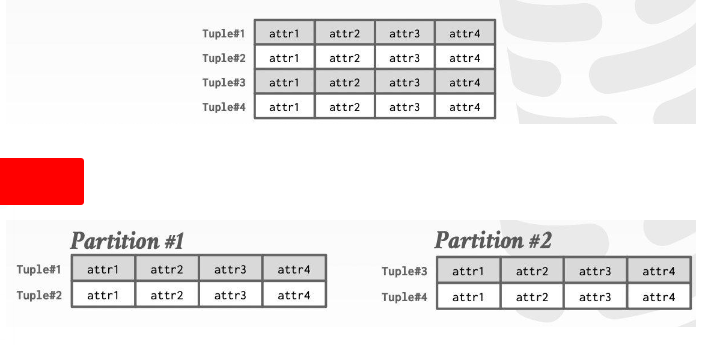 Tuple#1 attr1 attr2 attr3 attr4
Tuple#2 attr1 attr2 attr3 attr4
Tuple#3 attr1 attr2 attr3 attr4
Tuple#4 attr1 attr2 attr3 attr4
Partition #1
Tuple#1 attr1 attr2 attr3 attr4
Tuple#2 attr1 attr2 attr3 attr4
Partition #2
Tuple#3 attr1 attr2 attr3 attr4
Tuple#4 attr1 attr2 attr3 attr4